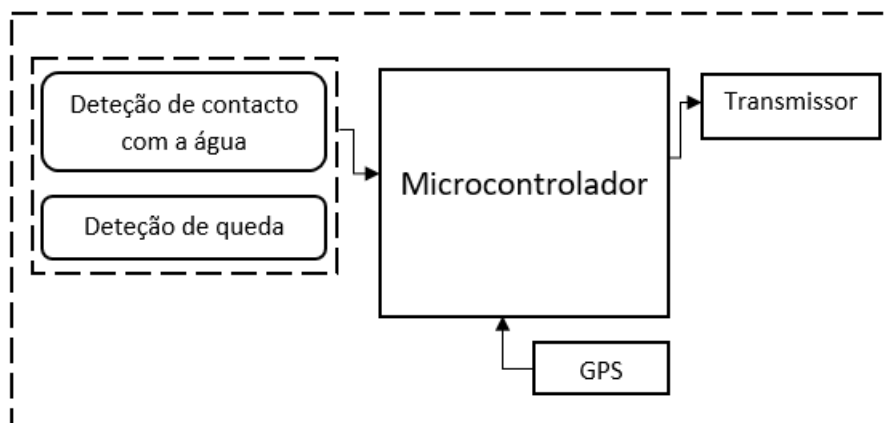 Deteção de contacto
com a água
Deteção de queda
Microcontrolador
Transmissor
GPS